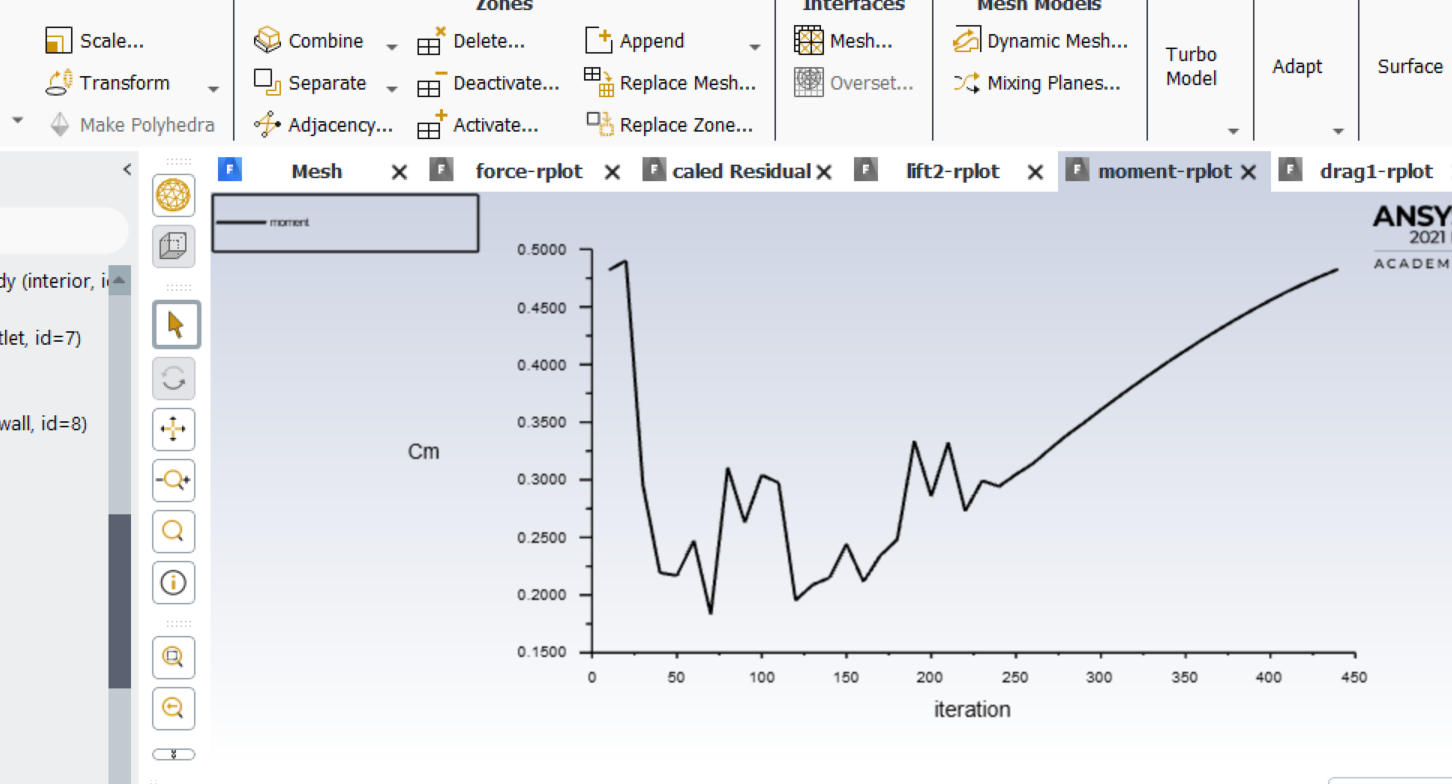 Zones
Interfaces
Mesh Models
Scale...
Combine
Delete...
Append
Mesh...
Dynamic Mesh...
Turbo
Model
Adapt
Surface
Transform
Separate
Deactivate...
Replace Mesh...
Overset...
Mixing Planes...
Make Polyhedra
Adjacency...
Activate...
Replace Zone...
Mesh
force-rplot
caled Residual
lift2-rplot
moment-rplot
drag1-rplot
dy (interior, i
tlet, id=7)
wall, id=8)
moment
ANSY
2021
ACADEM
0.5000
0.4500
0.4000
0.3500
0.3000
0.2500
0.2000
0.1500
Cm
0 50 100 150 200 250 300 350 400 450
iteration